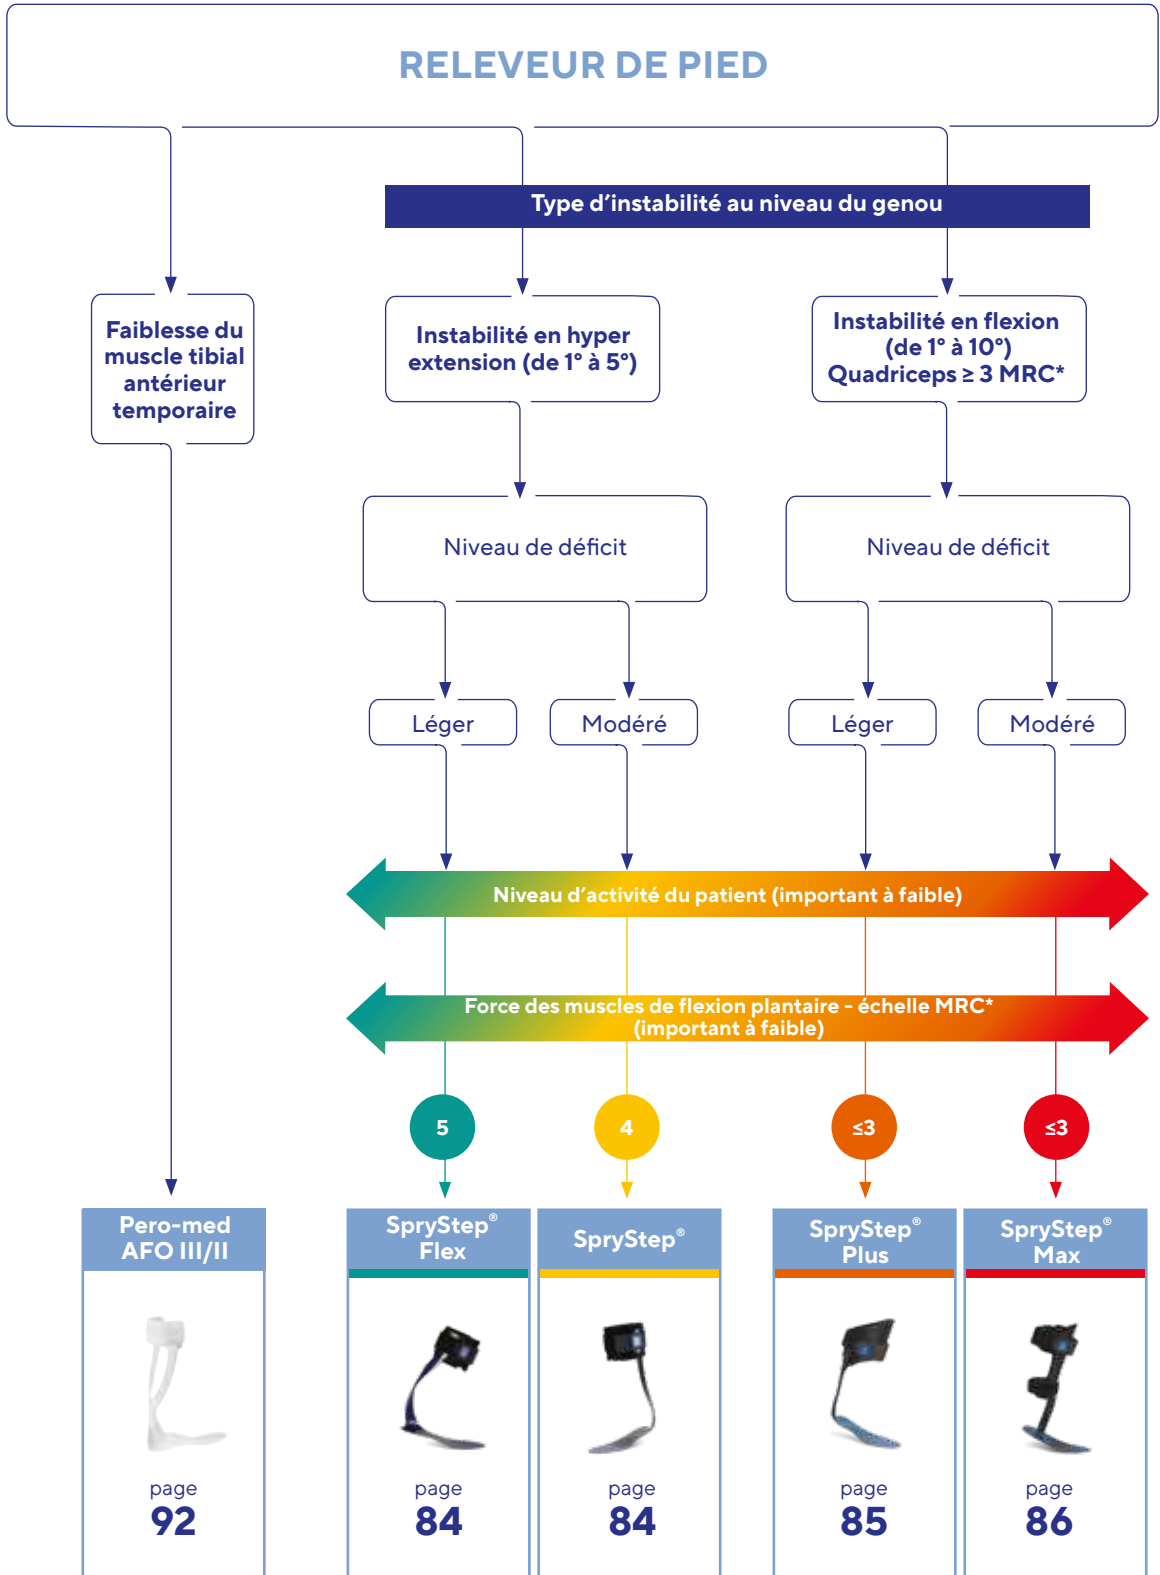 RELEVEUR DE PIED
Type d'instabilité au niveau du genou
Faiblesse du
muscle tibial
antérieur
temporaire
Instabilité en hyper
extension (de 1° à 5°)
Instabilité en flexion
(de 1° à 10°)
Quadriceps ≥ 3 MRC*
Niveau de déficit
Niveau de déficit
Léger
Modéré
Léger
Modéré
Niveau d'activité du patient (important à faible)
Force des muscles de flexion plantaire - échelle MRC*
(important à faible)
5
4
≤3
≤3
Pero-med
AFO III/II
SpryStep®
Flex
SpryStep®
SpryStep®
Plus
SpryStep®
Max
page
92
page
84
page
84
page
85
page
86